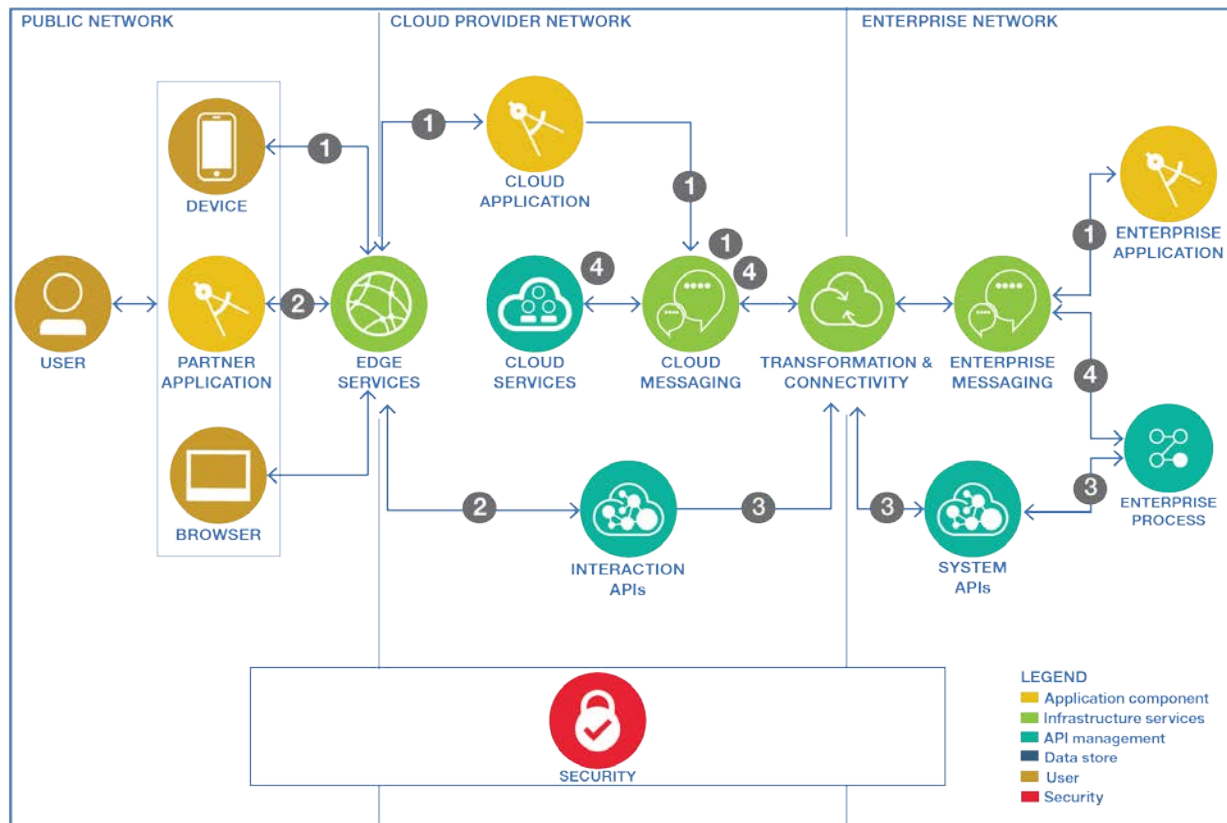 PUBLIC NETWORK
CLOUD PROVIDER NETWORK
ENTERPRISE NETWORK
1
1
DEVICE
CLOUD
APPLICATION
1
1
4
4
1
ENTERPRISE
APPLICATION
2
USER
PARTNER
APPLICATION
EDGE
SERVICES
CLOUD
SERVICES
CLOUD
MESSAGING
TRANSFORMATION &
CONNECTIVITY
ENTERPRISE
MESSAGING
4
BROWSER
2
3
3
3
ENTERPRISE
PROCESS
INTERACTION
APIs
SYSTEM
APIs
SECURITY
LEGEND
Application component
Infrastructure services
API management
Data store
User
Security